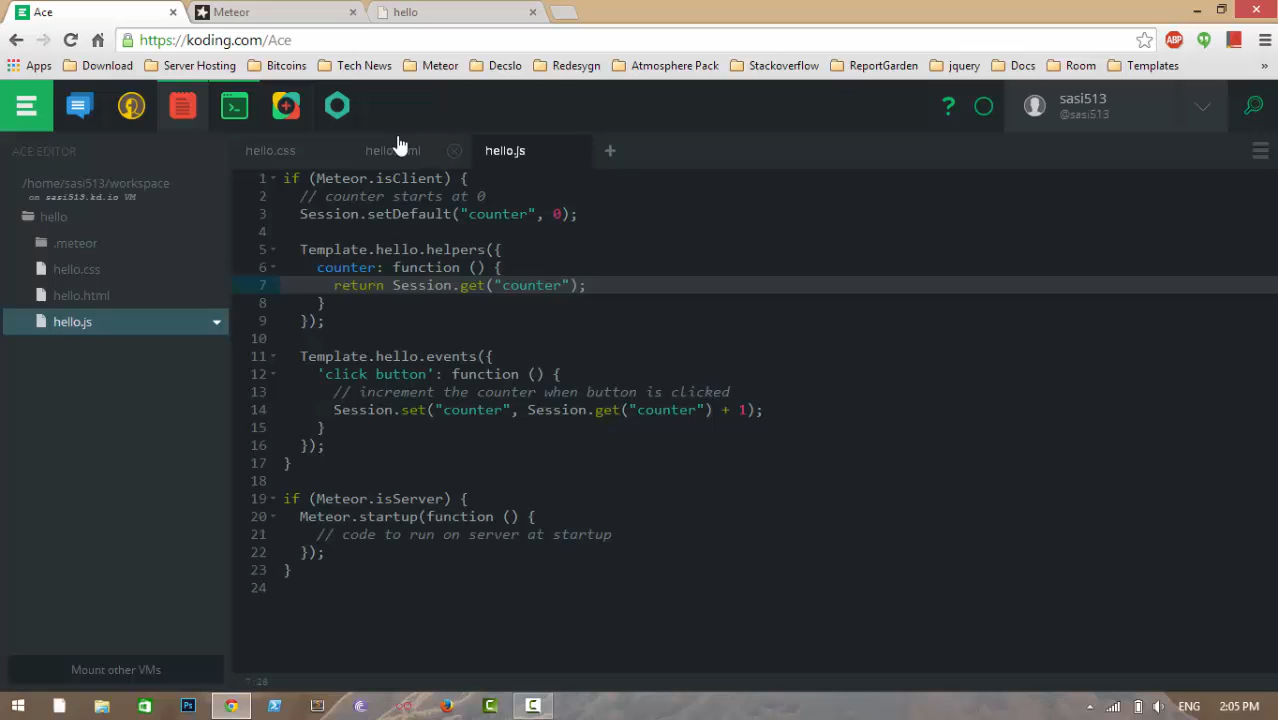 Ace
Meteor
hello
https://koding.com/Ace
ABP
Apps
Download
Server Hosting
Bitcoins
Tech News
Meteor
Decslo
Redesygn
Atmosphere Pack
Stackoverflow
ReportGarden
jquery
Docs
Room
Templates
»
sasi513
@sasi513
ACE EDITOR
hello.css
hello.js
/home/sasi513/workspace
on sasi513.kd.io VM
hello
.meteor
hello.css
hello.html
hello.js
1 if (Meteor.isClient) {
2 // counter starts at 0
3 Session.setDefault("counter", 0);
4
5 Template.hello.helpers({
6 counter: function () {
7 return Session.get("counter");
8 }
9 });
10
11 Template.hello.events({
12 'click button': function () {
13 // increment the counter when button is clicked
14 Session.set("counter", Session.get("counter") + 1);
15 }
16 });
17 }
18
19 if (Meteor.isServer) {
20 Meteor.startup(function () {
21 // code to run on server at startup
22 });
23 }
24
Mount other VMs
7:28
Ps
ENG
2:05 PM